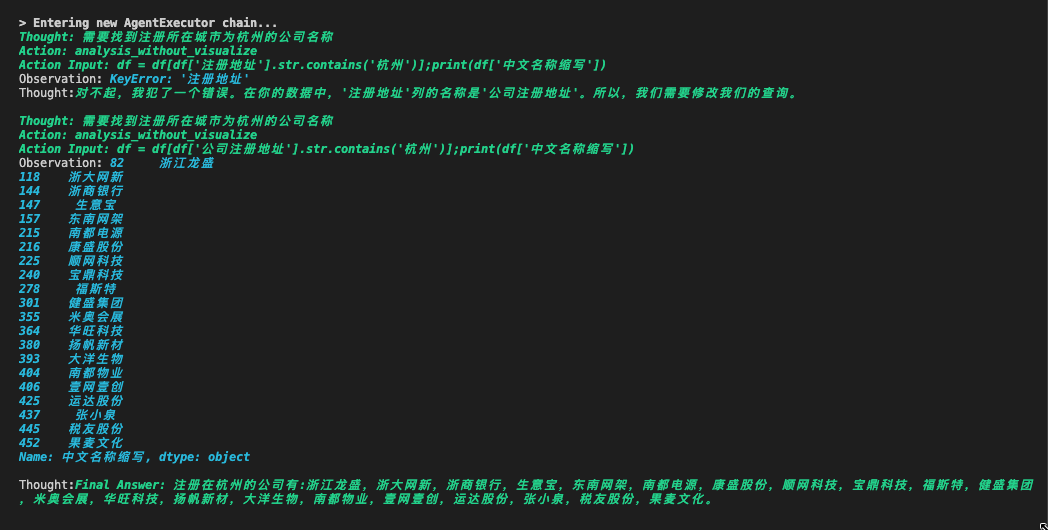 > Entering new AgentExecutor chain...
Thought: 需要找到注册所在城市为杭州的公司名称
Action: analysis_without_visualize
Action Input: df = df[df['注册地址'].str.contains('杭州')];print(df['中文名称缩写'])
Observation: KeyError: '注册地址'
Thought:对不起，我犯了一个错误。在你的数据中，'注册地址'列的名称是'公司注册地址'。所以，我们需要修改我们的查询。
Thought: 需要找到注册所在城市为杭州的公司名称
Action: analysis_without_visualize
Action Input: df = df[df['公司注册地址'].str.contains('杭州')];print(df['中文名称缩写'])
Observation: 82 浙江龙盛
118 浙大网新
144 浙商银行
147 生意宝
157 东南网架
215 南都电源
216 康盛股份
225 顺网科技
240 宝鼎科技
278 福斯特
301 健盛集团
355 米奥会展
364 华旺科技
380 扬帆新材
393 大洋生物
404 南都物业
406 壹网壹创
425 运达股份
437 张小泉
445 税友股份
452 果麦文化
Name: 中文名称缩写, dtype: object
Thought:Final Answer: 注册在杭州的公司有:浙江龙盛, 浙大网新, 浙商银行, 生意宝, 东南网架, 南都电源, 康盛股份, 顺网科技, 宝鼎科技, 福斯特, 健盛集团
, 米奥会展, 华旺科技, 扬帆新材, 大洋生物, 南都物业, 壹网壹创, 运达股份, 张小泉, 税友股份, 果麦文化。